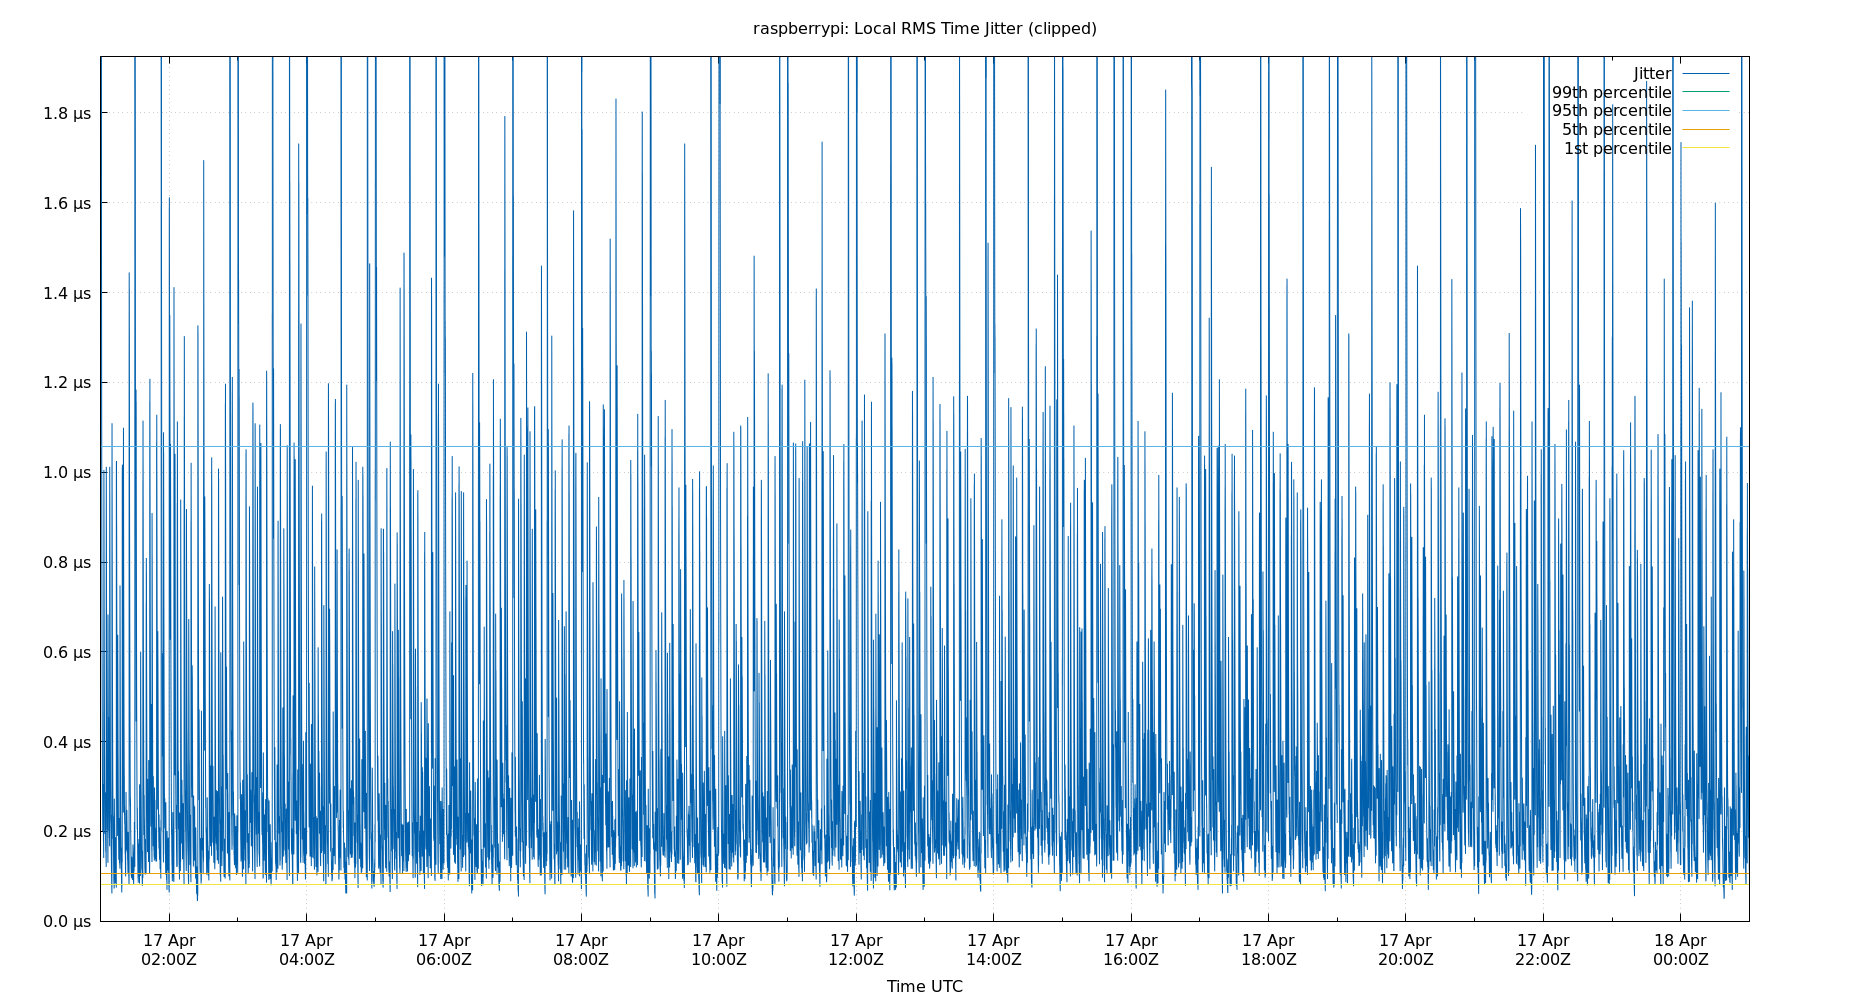 raspberrypi: Local RMS Time Jitter (clipped)
Jitter
99th percentile
95th percentile
5th percentile
1st percentile
1.8 µs
1.6 µs
1.4 µs
1.2 µs
1.0 µs
0.8 µs
0.6 µs
0.4 µs
0.2 µs
0.0 µs
17 Apr 17 Apr 17 Apr 17 Apr 17 Apr 17 Apr 17 Apr 17 Apr 17 Apr 17 Apr 17 Apr 18 Apr
02:00Z 04:00Z 06:00Z 08:00Z 10:00Z 12:00Z 14:00Z 16:00Z 18:00Z 20:00Z 22:00Z 00:00Z
Time UTC